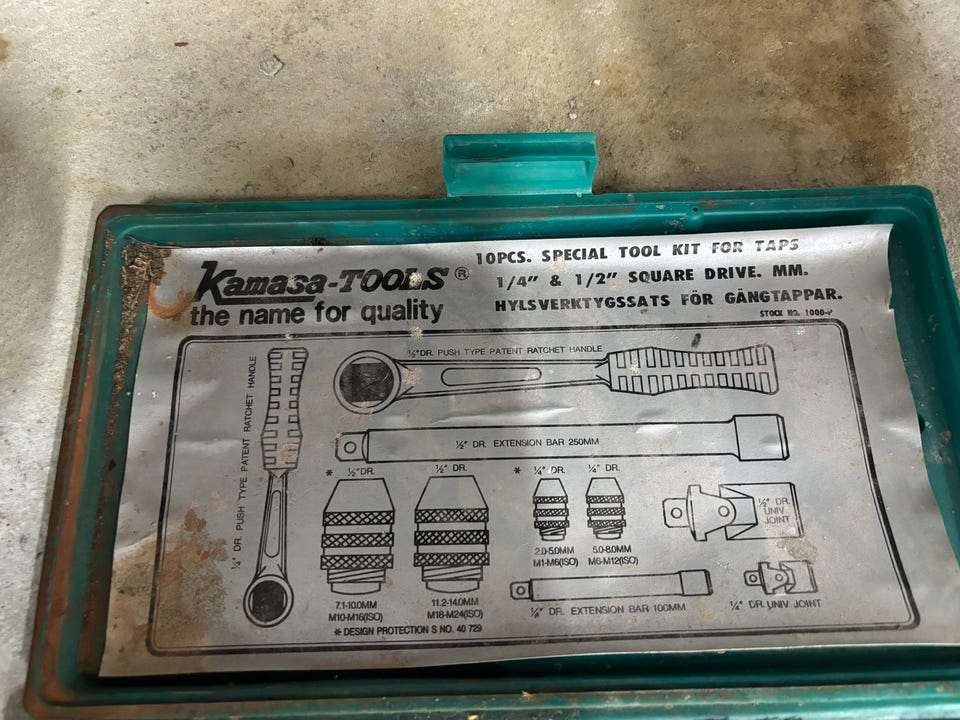 Kamasa-TOOLS ®
the name for quality
10PCS. SPECIAL TOOL KIT FOR TAPS
1/4" & 1/2" SQUARE DRIVE. MM.
HYLSVERKTYGSSATS FÖR GÄNGTAPPAR.
STOCK NO. 1000-
1/4" DR. PUSH TYPE PATENT RATCHET HANDLE
1/2" DR. PUSH TYPE PATENT RATCHET HANDLE
1/2" DR. EXTENSION BAR 250MM
* 1/2" DR.
1/2" DR.
* 1/4" DR.
1/4" DR.
1/2" DR.
UNIV.
JOINT
2.0-5.0MM
M1-M6(ISO)
5.0-8.0MM
M6-M12(ISO)
7.1-10.0MM
M10-M16(ISO)
11.2-14.0MM
M18-M24(ISO)
DR. EXTENSION BAR 100MM
1/4" DR. UNIV. JOINT
* DESIGN PROTECTION S NO. 40 729